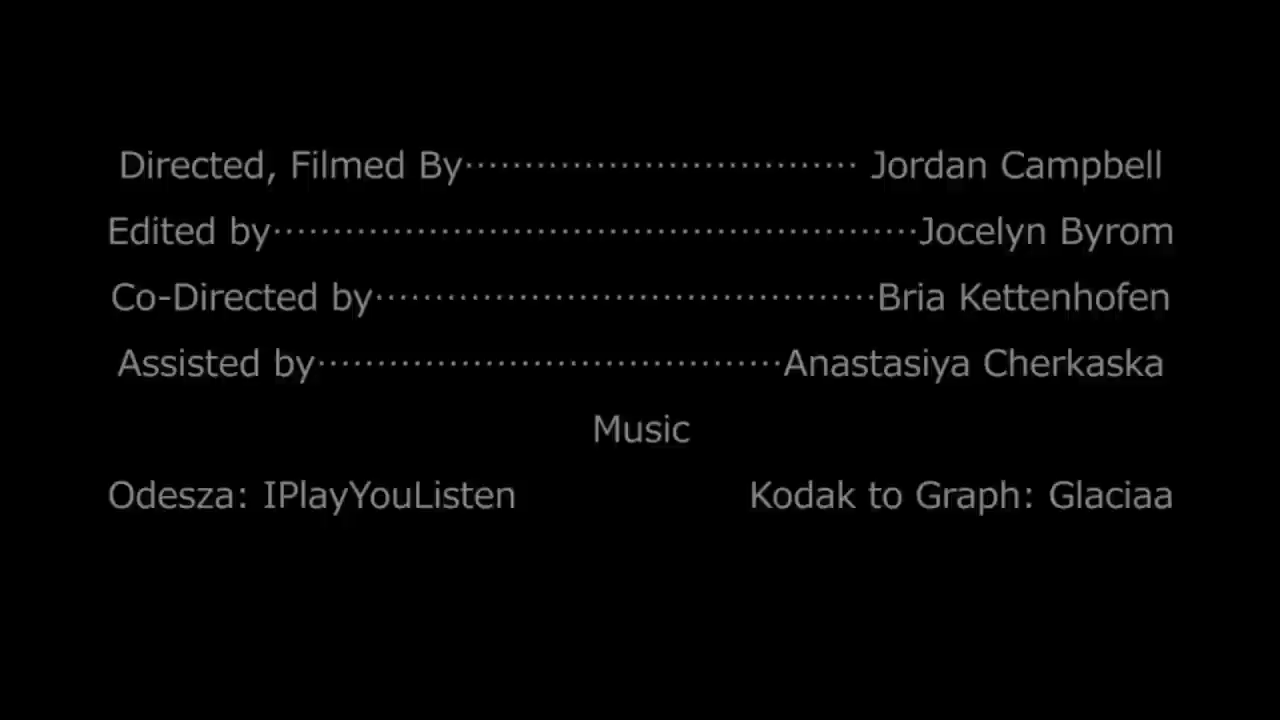 Directed, Filmed By································· Jordan Campbell
Edited by······················································Jocelyn Byrom
Co-Directed by··········································Bria Kettenhofen
Assisted by·······································Anastasiya Cherkaska
Music
Odesza: IPlayYouListen Kodak to Graph: Glaciaa